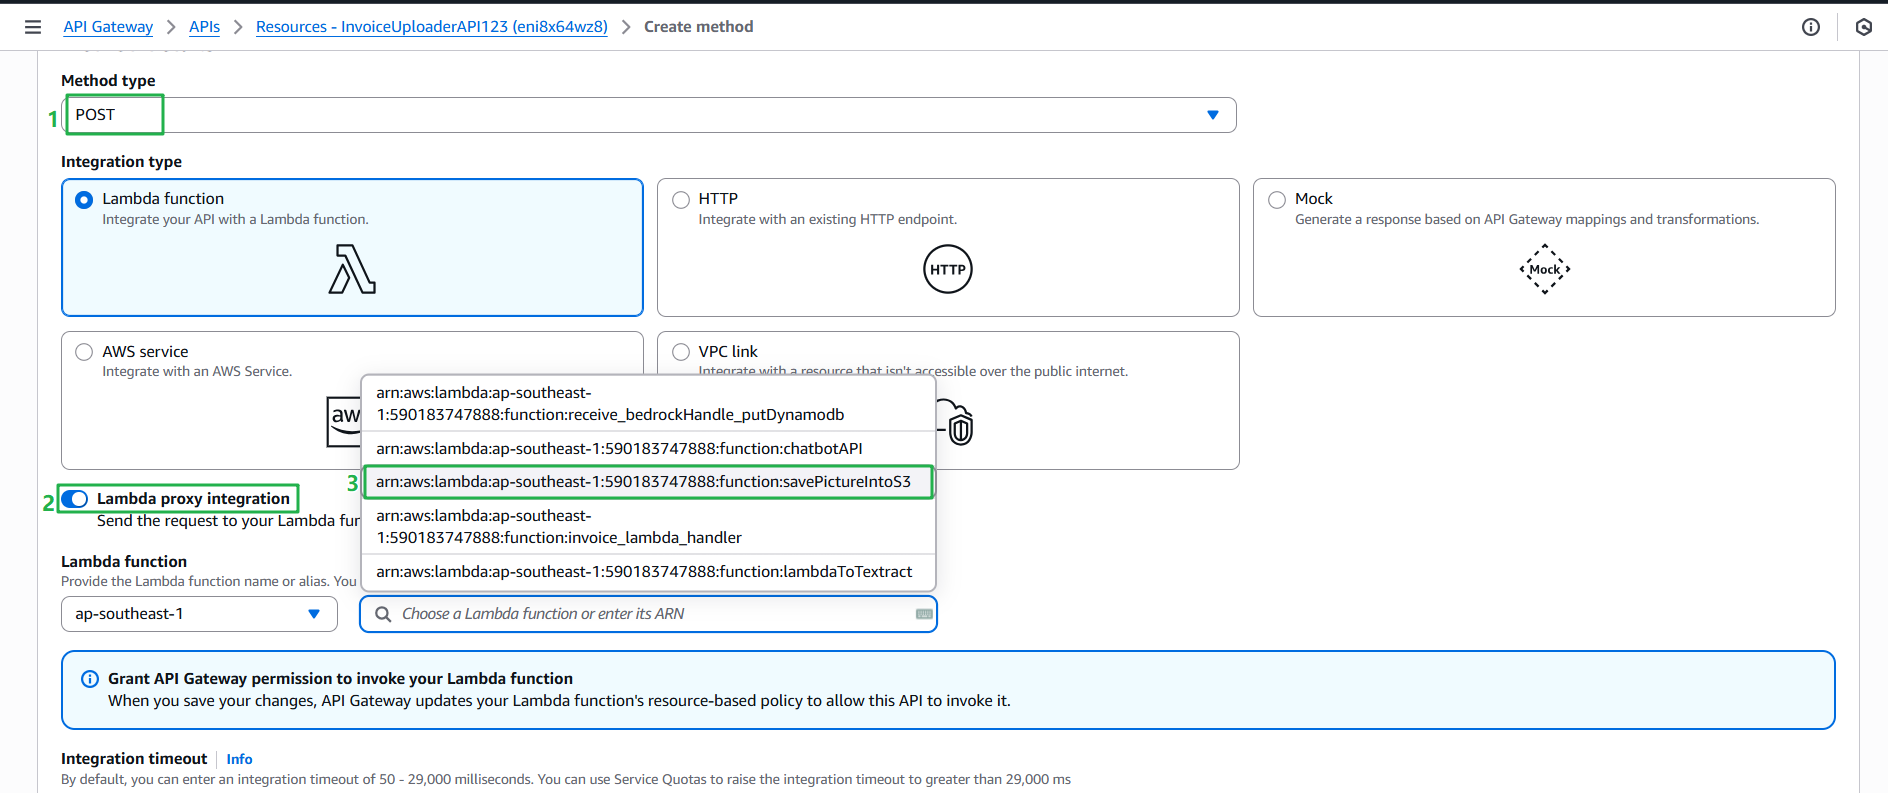 API Gateway > APIs > Resources - InvoiceUploaderAPI123 (eni8x64wz8) > Create method
Method type
1 POST
Integration type
Lambda function
Integrate your API with a Lambda function.
HTTP
Integrate with an existing HTTP endpoint.
HTTP
Mock
Generate a response based on API Gateway mappings and transformations.
Mock
AWS service
Integrate with an AWS Service.
aw
VPC link
Integrate with a resource that isn't accessible over the public internet.
arn:aws:lambda:ap-southeast-
1:590183747888:function:receive_bedrockHandle_putDynamodb
arn:aws:lambda:ap-southeast-1:590183747888:function:chatbotAPI
3 arn:aws:lambda:ap-southeast-1:590183747888:function:savePictureIntoS3
arn:aws:lambda:ap-southeast-
1:590183747888:function:invoice_lambda_handler
arn:aws:lambda:ap-southeast-1:590183747888:function:lambdaToTextract
2 Lambda proxy integration
Send the request to your Lambda fur
Lambda function
Provide the Lambda function name or alias. You
ap-southeast-1
Choose a Lambda function or enter its ARN
Grant API Gateway permission to invoke your Lambda function
When you save your changes, API Gateway updates your Lambda function's resource-based policy to allow this API to invoke it.
Integration timeout Info
By default, you can enter an integration timeout of 50 - 29,000 milliseconds. You can use Service Quotas to raise the integration timeout to greater than 29,000 ms